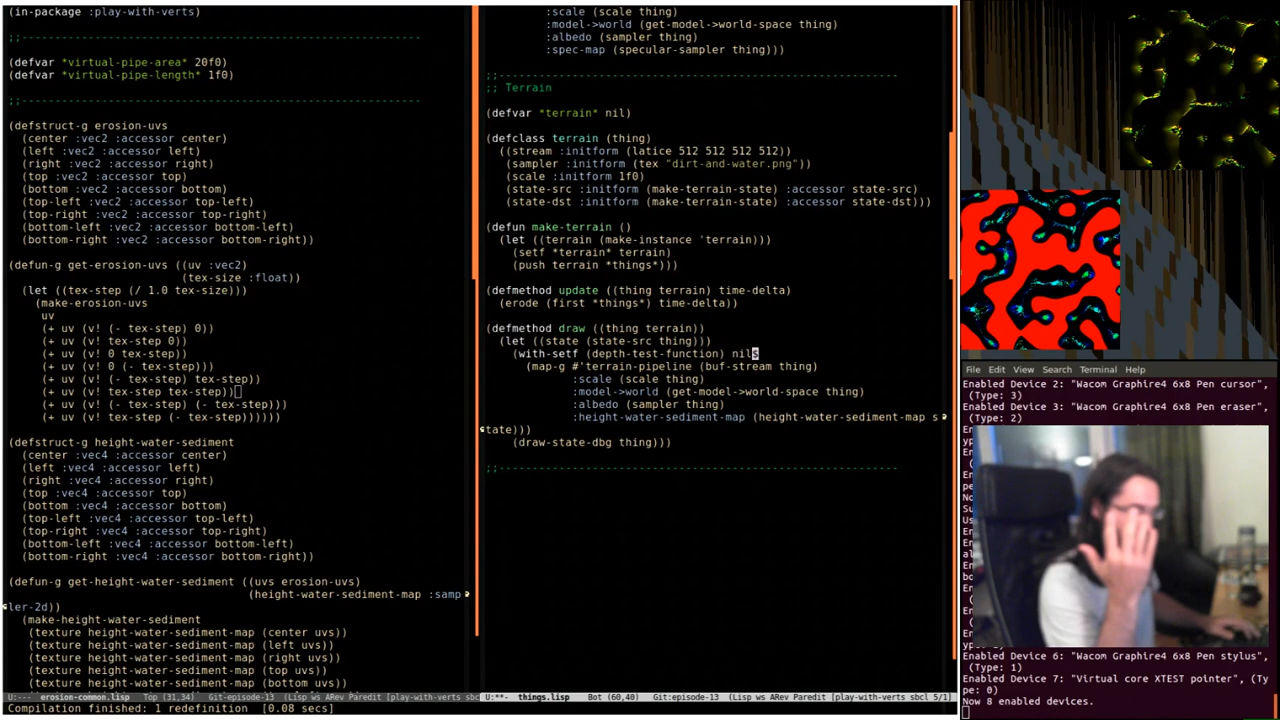 (in-package :play-with-verts)
;;---------------------------------------------------------------
(defvar *virtual-pipe-area* 20f0)
(defvar *virtual-pipe-length* 1f0)
;;---------------------------------------------------------------
(defstruct-g erosion-uvs
(center :vec2 :accessor center)
(left :vec2 :accessor left)
(right :vec2 :accessor right)
(top :vec2 :accessor top)
(bottom :vec2 :accessor bottom)
(top-left :vec2 :accessor top-left)
(top-right :vec2 :accessor top-right)
(bottom-left :vec2 :accessor bottom-left)
(bottom-right :vec2 :accessor bottom-right))
(defun-g get-erosion-uvs ((uv :vec2)
(tex-size :float))
(let ((tex-step (/ 1.0 tex-size)))
(make-erosion-uvs
uv
(+ uv (v! (- tex-step) 0))
(+ uv (v! tex-step 0))
(+ uv (v! 0 tex-step))
(+ uv (v! 0 (- tex-step)))
(+ uv (v! (- tex-step) tex-step))
(+ uv (v! tex-step tex-step))
(+ uv (v! (- tex-step) (- tex-step)))
(+ uv (v! tex-step (- tex-step))))))
(defstruct-g height-water-sediment
(center :vec4 :accessor center)
(left :vec4 :accessor left)
(right :vec4 :accessor right)
(top :vec4 :accessor top)
(bottom :vec4 :accessor bottom)
(top-left :vec4 :accessor top-left)
(top-right :vec4 :accessor top-right)
(bottom-left :vec4 :accessor bottom-left)
(bottom-right :vec4 :accessor bottom-right))
(defun-g get-height-water-sediment ((uvs erosion-uvs)
(height-water-sediment-map :samp
ler-2d))
(make-height-water-sediment
(texture height-water-sediment-map (center uvs))
(texture height-water-sediment-map (left uvs))
(texture height-water-sediment-map (right uvs))
(texture height-water-sediment-map (top uvs))
(texture height-water-sediment-map (bottom uvs))
U:--- erosion-common.lisp Top (31,34) Git:episode-13 (Lisp ws ARev Paredit [play-with-verts sbc
Compilation finished: 1 redefinition [0.08 secs]
:scale (scale thing)
:model->world (get-model->world-space thing)
:albedo (sampler thing)
:spec-map (specular-sampler thing)))
;;---------------------------------------------------------------
;; Terrain
(defvar *terrain* nil)
(defclass terrain (thing)
((stream :initform (latice 512 512 512 512))
(sampler :initform (tex "dirt-and-water.png"))
(scale :initform 1f0)
(state-src :initform (make-terrain-state) :accessor state-src)
(state-dst :initform (make-terrain-state) :accessor state-dst)))
(defun make-terrain ()
(let ((terrain (make-instance 'terrain)))
(setf *terrain* terrain)
(push terrain *things*)))
(defmethod update ((thing terrain) time-delta)
(erode (first *things*) time-delta))
(defmethod draw ((thing terrain))
(let ((state (state-src thing)))
(with-setf (depth-test-function) nil$
(map-g #'terrain-pipeline (buf-stream thing)
:scale (scale thing)
:model->world (get-model->world-space thing)
:albedo (sampler thing)
:height-water-sediment-map (height-water-sediment-map s
tate)))
(draw-state-dbg thing)))
;;---------------------------------------------------------------
U:**- things.lisp Bot (60,40) Git:episode-13 (Lisp ws ARev Paredit [play-with-verts sbcl 5/1]
File Edit View Search Terminal Help
Enabled Device 2: "Wacom Graphire4 6x8 Pen cursor",
(Type: 3)
Enabled Device 3: "Wacom Graphire4 6x8 Pen eraser",
(Type: 2)
Enabled Device 6: "Wacom Graphire4 6x8 Pen stylus",
(Type: 1)
Enabled Device 7: "Virtual core XTEST pointer", (Ty
pe: 0)
Now 8 enabled devices.